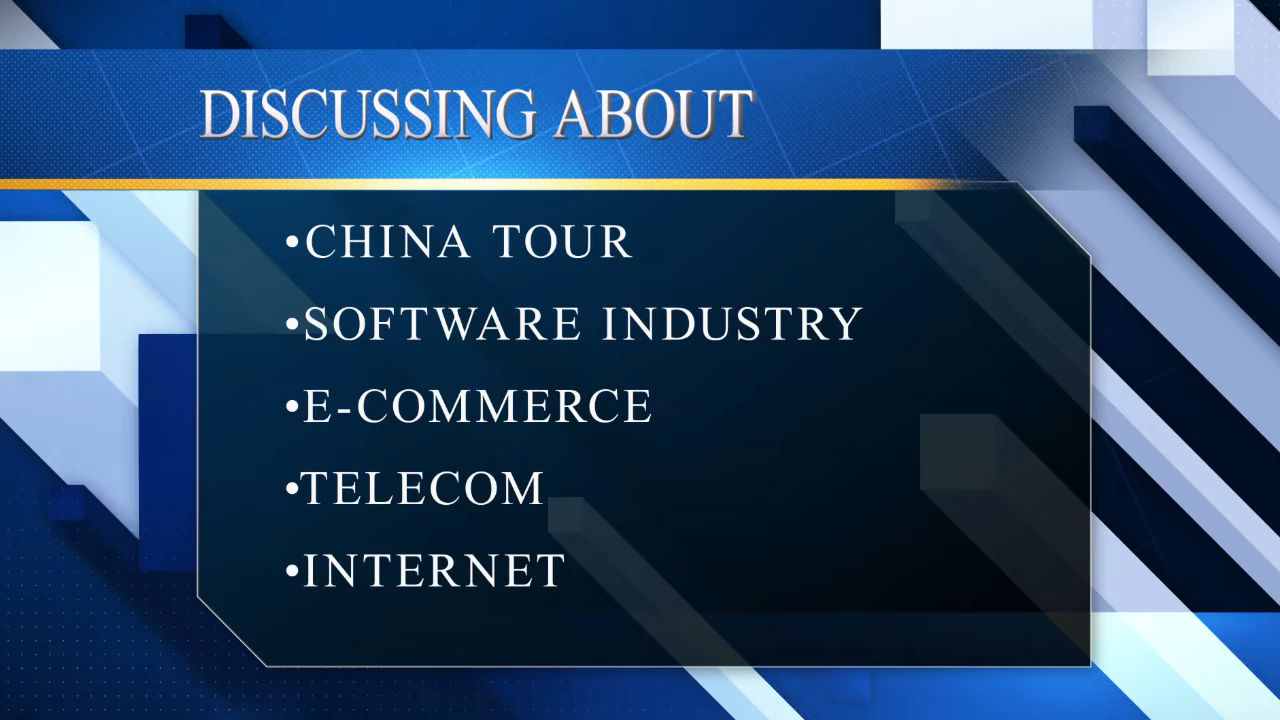 DISCUSSING ABOUT
•CHINA TOUR
•SOFTWARE INDUSTRY
•E-COMMERCE
•TELECOM
•INTERNET